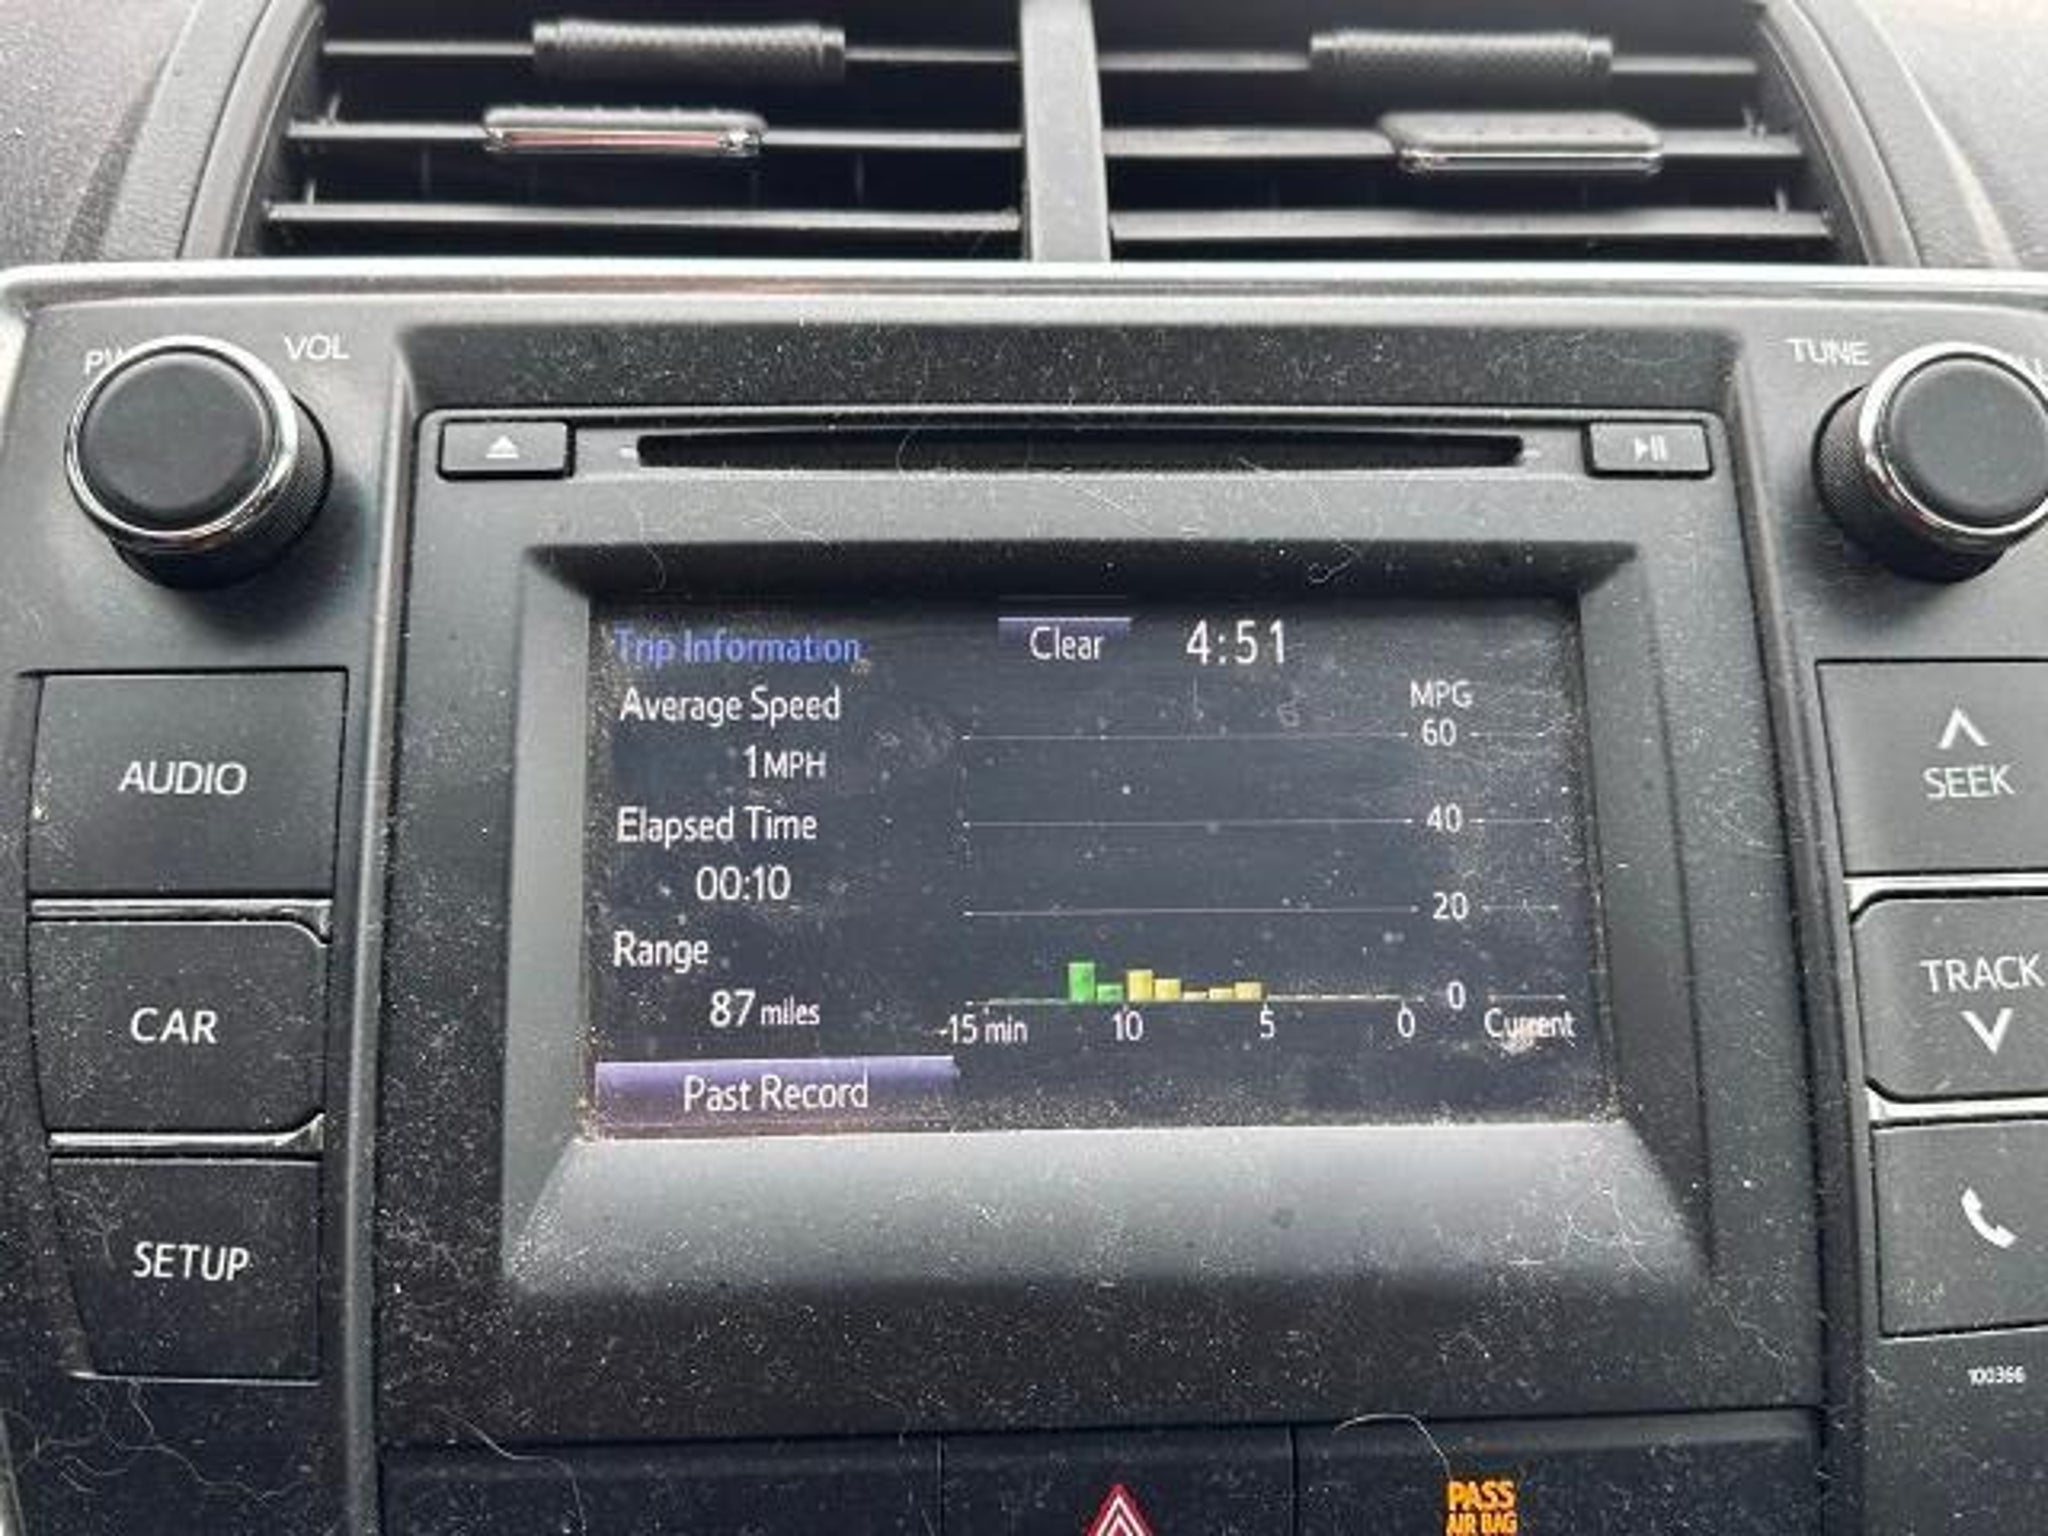 VOL
TUNE
Trip Information
Clear
4:51
Average Speed
1 MPH
Elapsed Time
00:10
Range
87 miles
Past Record
MPG
60
40
20
0
-15 min
10
5
0
Current
AUDIO
CAR
SETUP
SEEK
TRACK
100366
PASS
AIR BAG